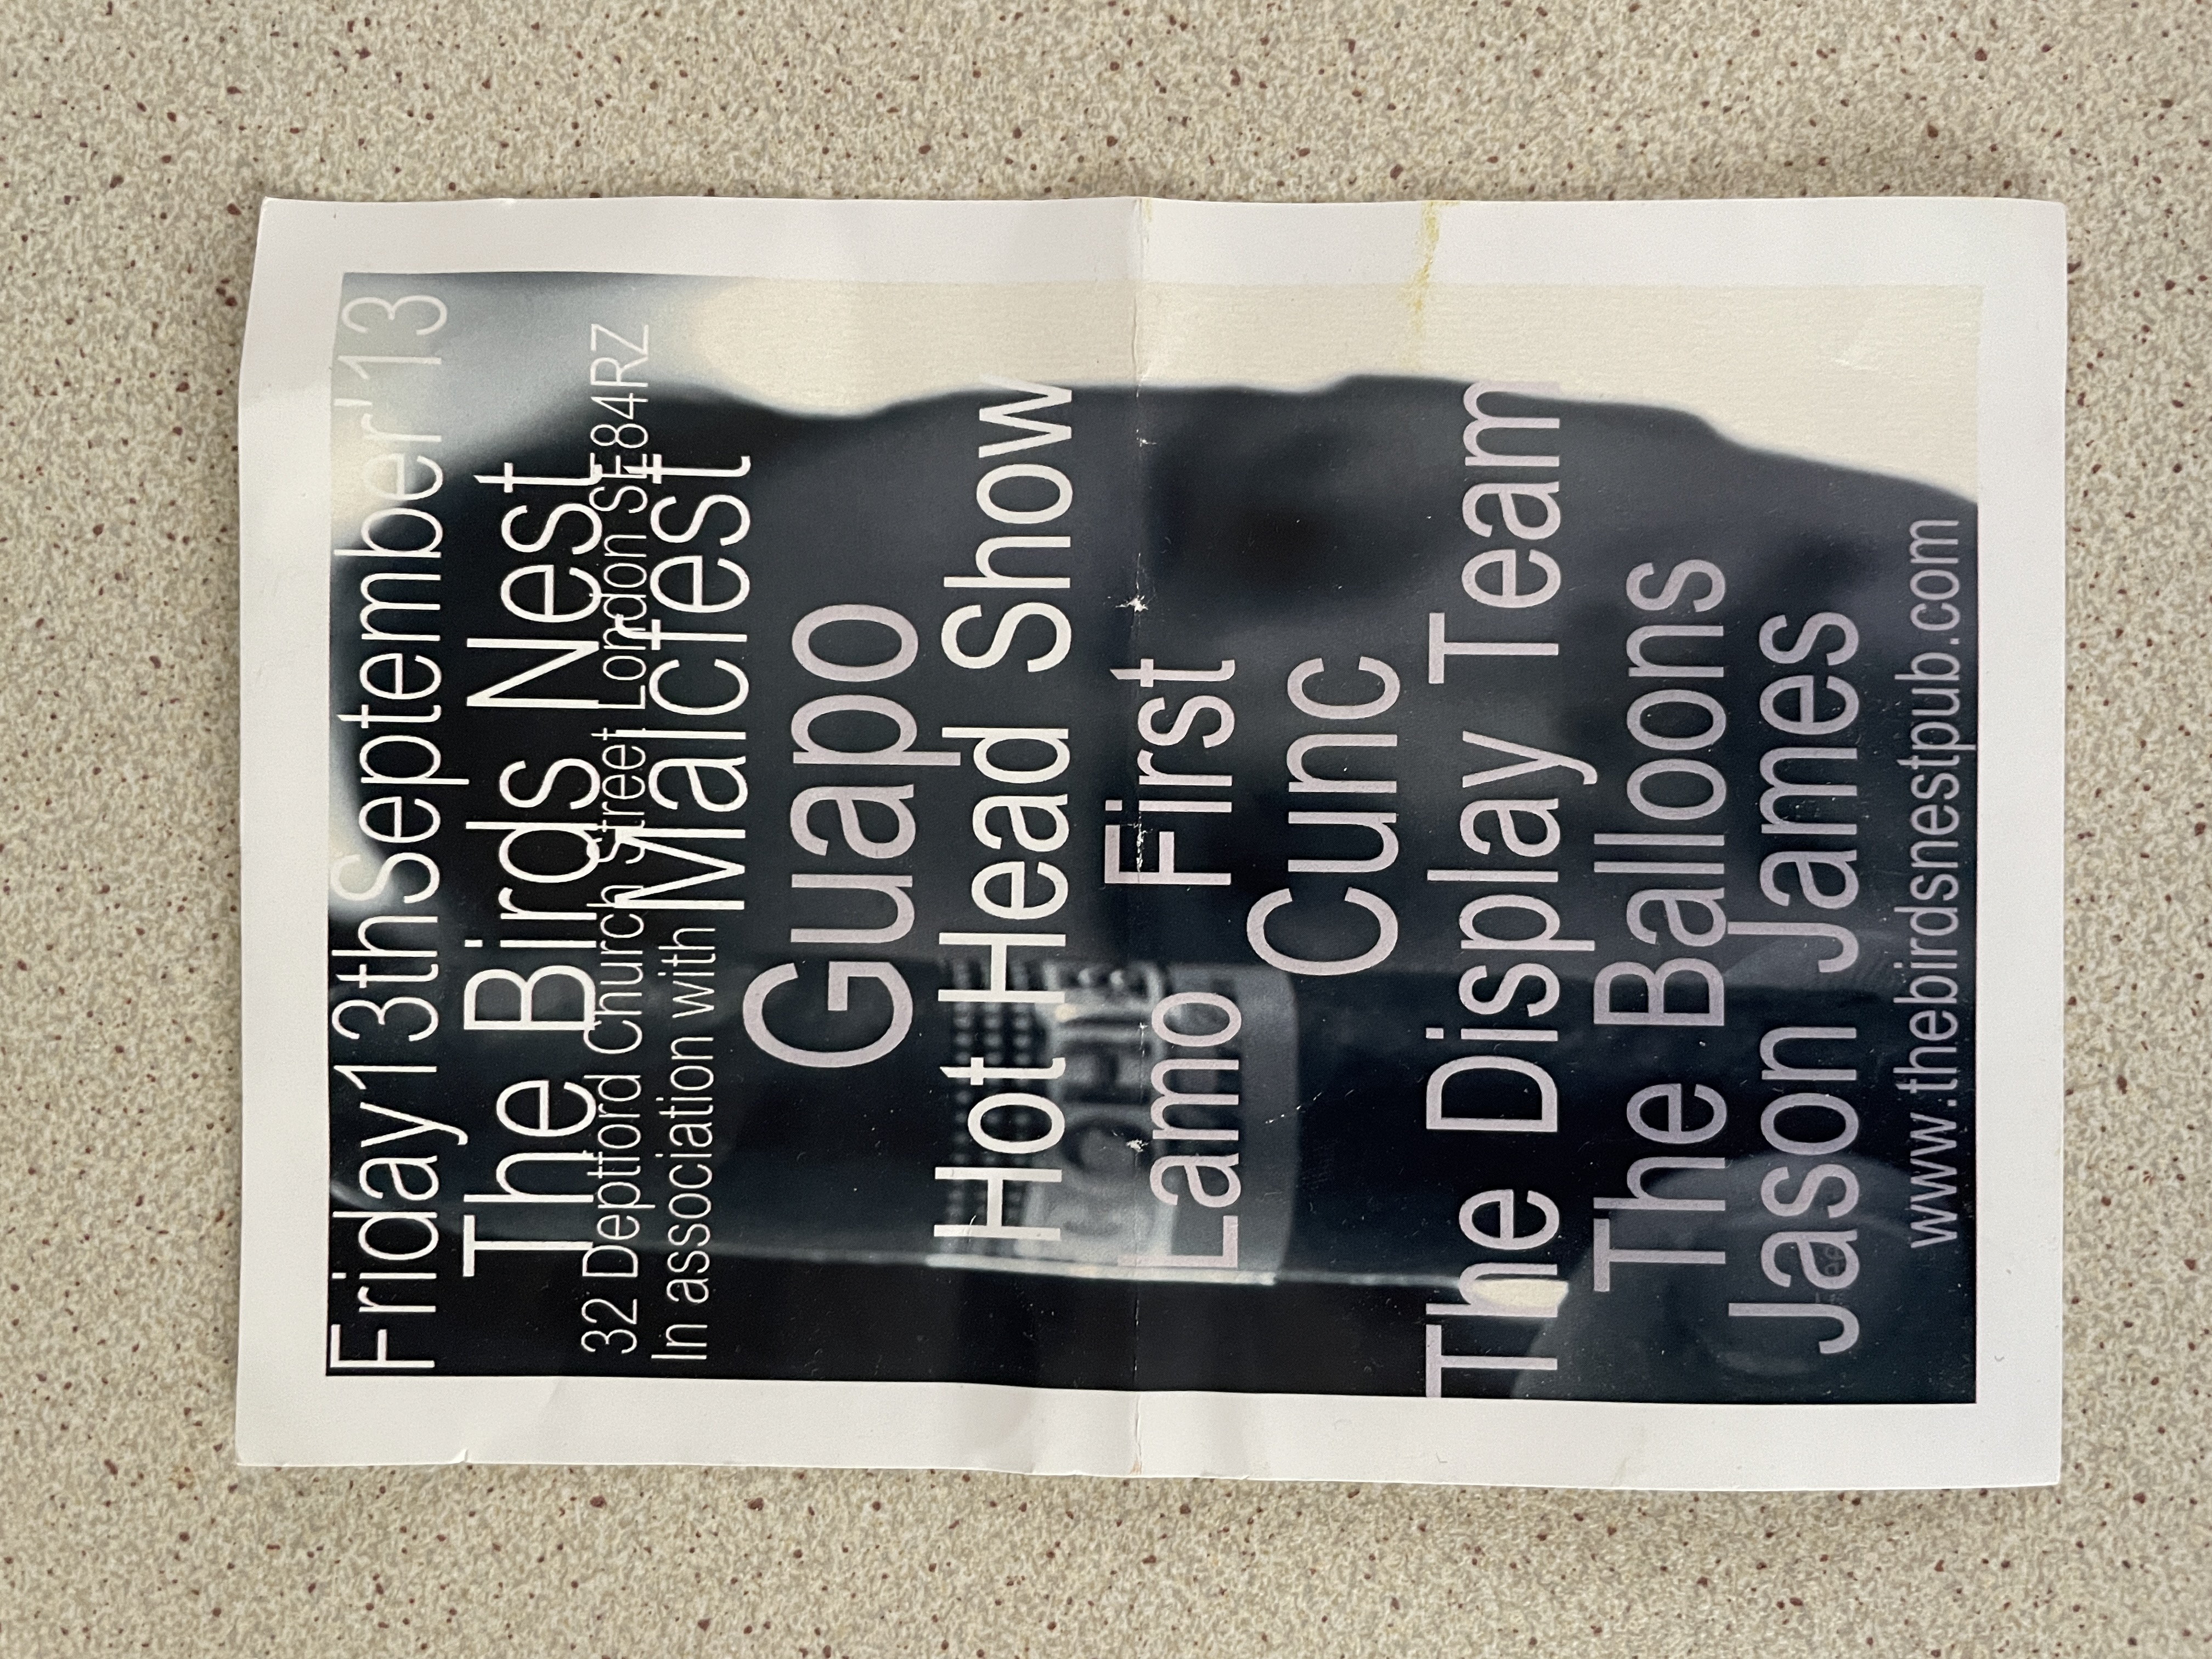 Friday13thSeptember'13
The Birds Nest
32 Deptford Church Street London SE84RZ
In association with Malcfest
Guapo
Hot Head Show
Lamo First
Cunc
The Display Team
The Balloons
Jason James
www.thebirdsnestpub.com